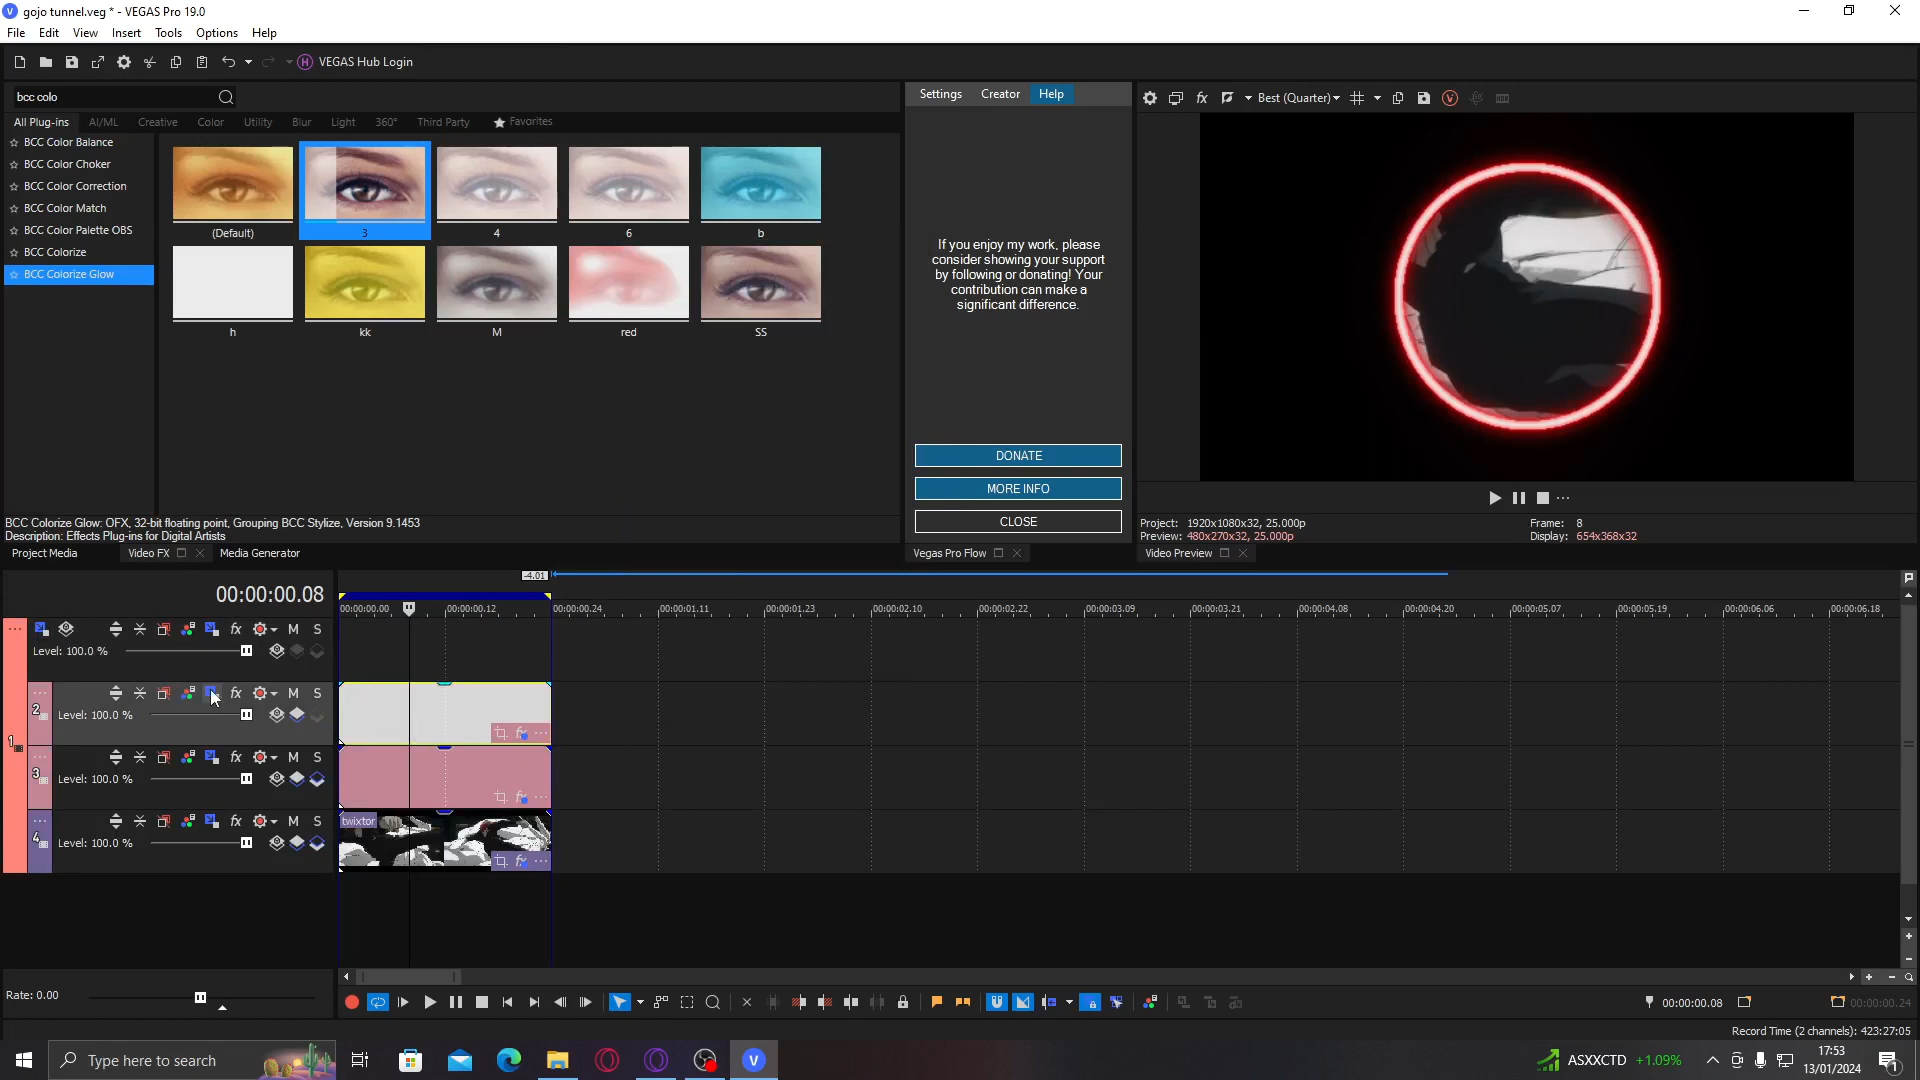 gojo tunnel.veg * - VEGAS Pro 19.0
File Edit View Insert Tools Options Help
VEGAS Hub Login
bcc colo
All Plug-ins AI/ML Creative Color Utility Blur Light 360° Third Party Favorites
BCC Color Balance
BCC Color Choker
BCC Color Correction
BCC Color Match
BCC Color Palette OBS
BCC Colorize
BCC Colorize Glow
(Default) 3 4 6 b
h kk M red SS
BCC Colorize Glow: OFX, 32-bit floating point, Grouping BCC Stylize, Version 9.1453
Description: Effects Plug-ins for Digital Artists
Project Media Video FX Media Generator
Settings Creator Help
If you enjoy my work, please
consider showing your support
by following or donating! Your
contribution can make a
significant difference.
DONATE
MORE INFO
CLOSE
Vegas Pro Flow
fx Best (Quarter)
Project: 1920x1080x32, 25.000p Frame: 8
Preview: 480x270x32, 25.000p Display: 654x368x32
Video Preview
00:00:00.08
-4.01
00:00:00.00 00:00:00.12 00:00:00.24 00:00:01.11 00:00:01.23 00:00:02.10 00:00:02.22 00:00:03.09 00:00:03.21 00:00:04.08 00:00:04.20 00:00:05.07 00:00:05.19 00:00:06.06 00:00:06.18
fx M S
Level: 100.0 %
1
2 fx M S
Level: 100.0 %
3 fx M S
Level: 100.0 %
4 fx M S
Level: 100.0 %
twixtor
Rate: 0.00
00:00:00.08 00:00:00.24
Record Time (2 channels): 423:27:05
Type here to search
ASXXCTD +1.09%
17:53
13/01/2024